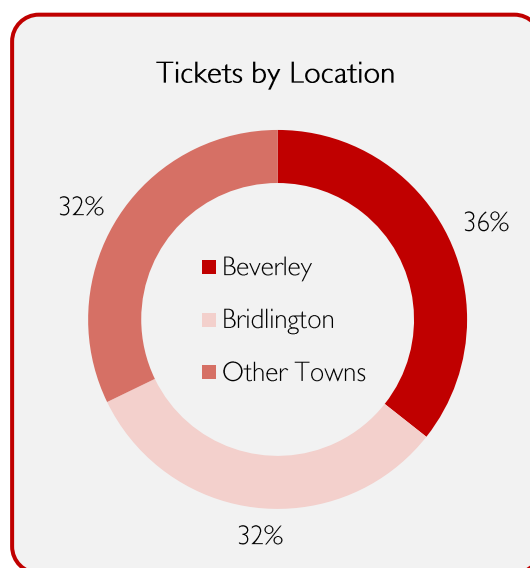 Tickets by Location
32%
36%
Beverley
Bridlington
Other Towns
32%